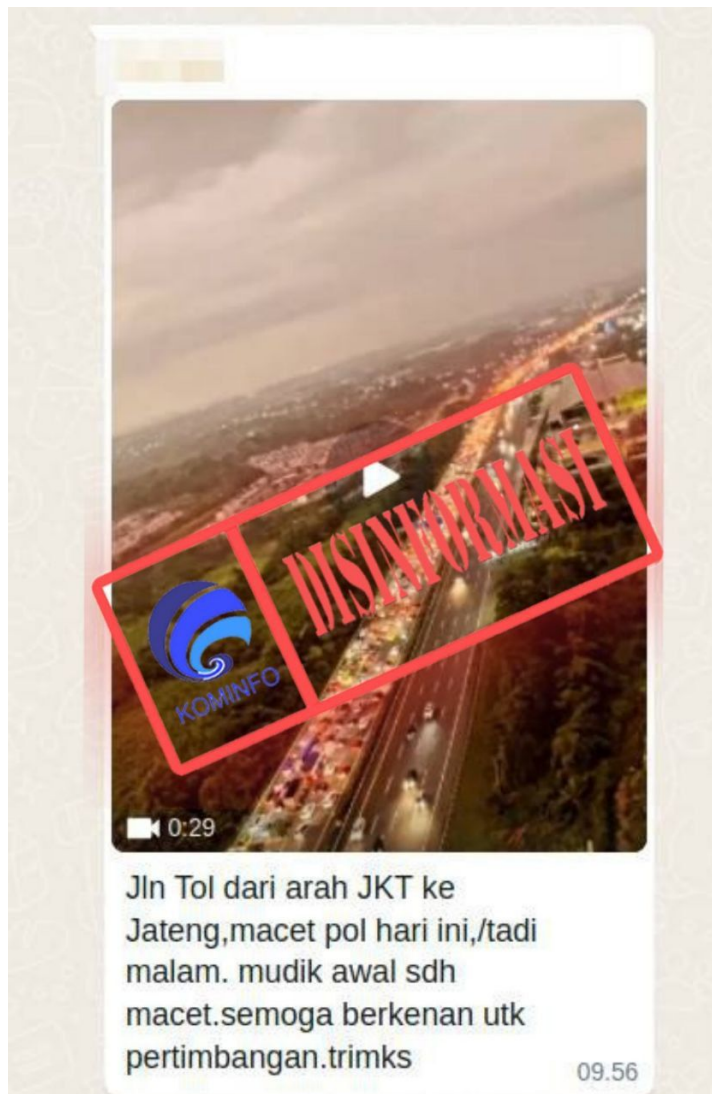 DISINFORMASI
KOMINFO
0:29
Jln Tol dari arah JKT ke
Jateng,macet pol hari ini,/tadi
malam. mudik awal sdh
macet.semoga berkenan utk
pertimbangan.trimks
09.56